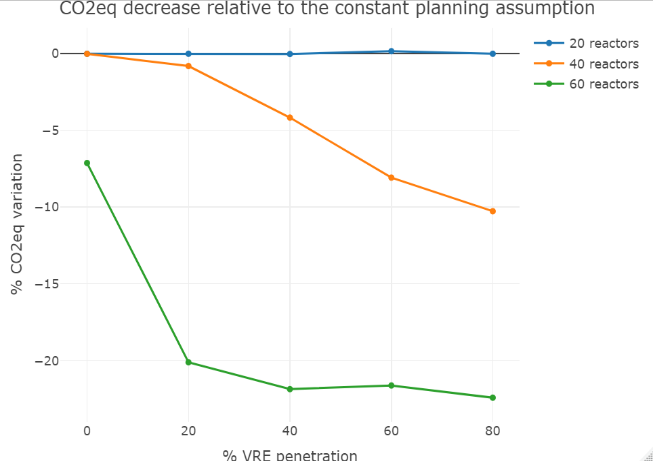 CO2eq decrease relative to the constant planning assumption
20 reactors
40 reactors
60 reactors
% CO2eq variation
0
−5
−10
−15
−20
0
20
40
60
80
% VRE penetration